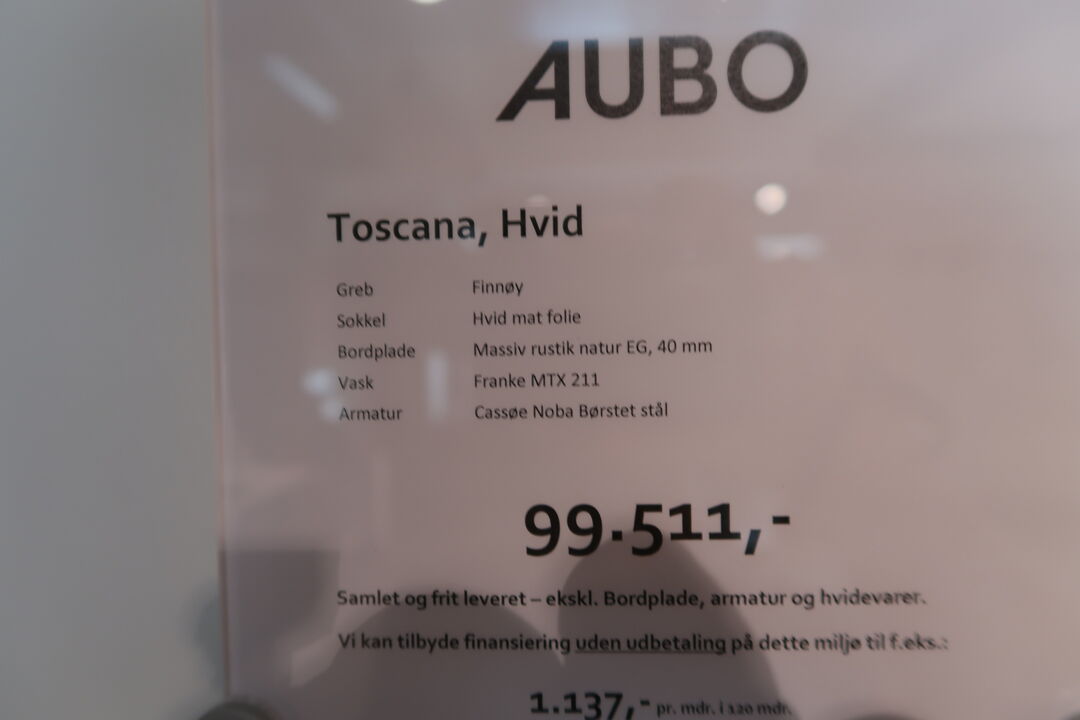 AUBO
Toscana, Hvid
Greb Finnøy
Sokkel Hvid mat folie
Bordplade Massiv rustik natur EG, 40 mm
Vask Franke MTX 211
Armatur Cassøe Noba Børstet stål
99.511,-
Samlet og frit leveret – ekskl. Bordplade, armatur og hvidevarer.
Vi kan tilbyde finansiering uden udbetaling på dette miljø til f.eks.:
1.137,- pr. mdr. i 120 mdr.